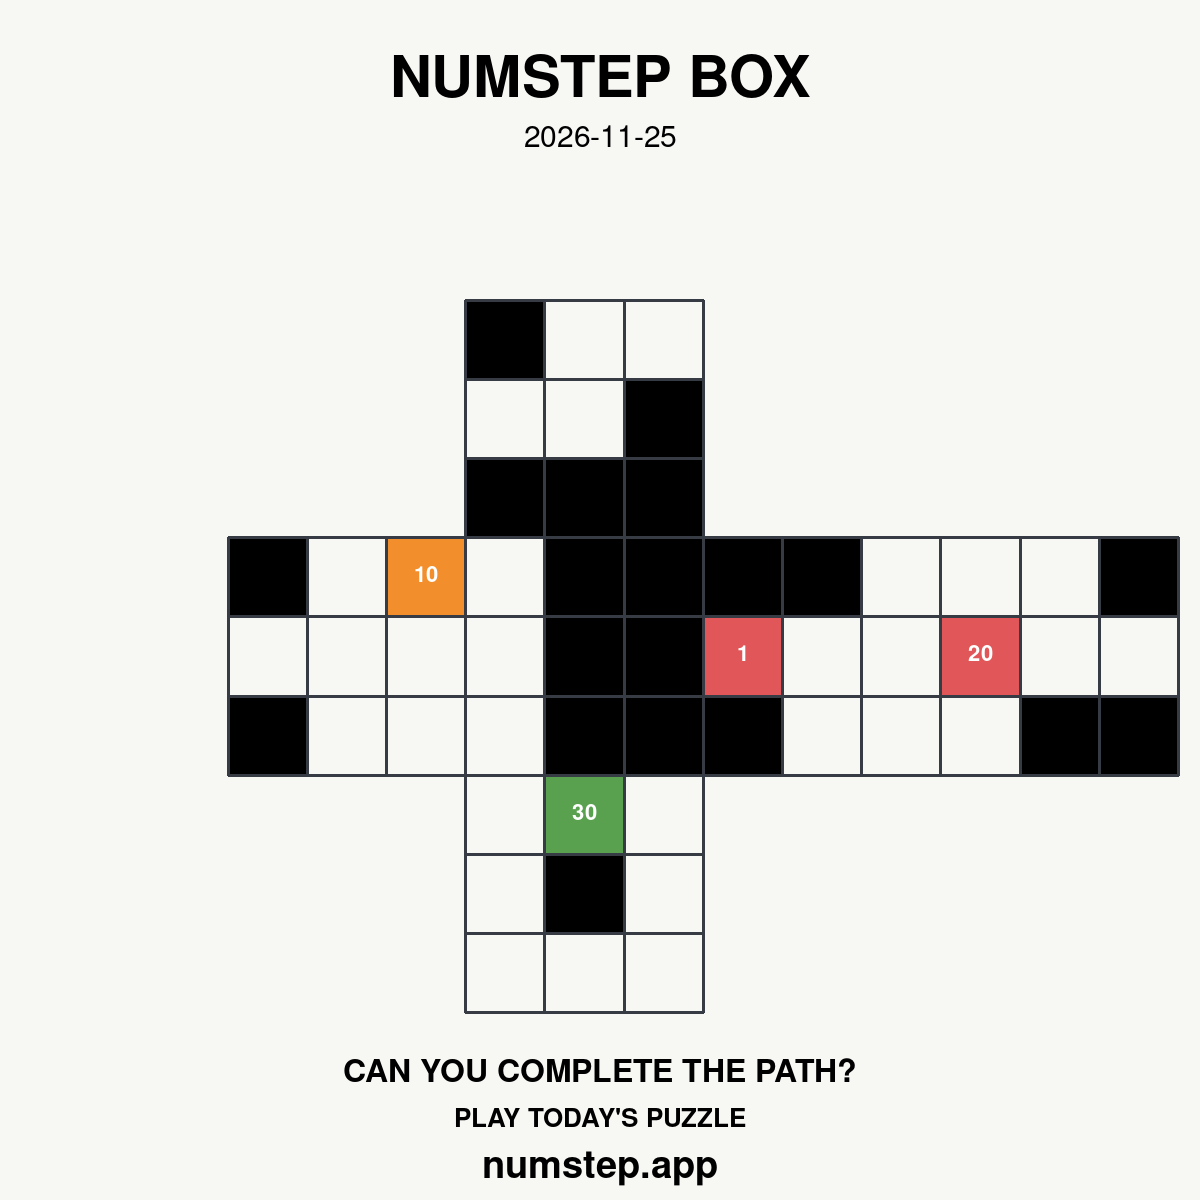 NUMSTEP BOX
2026-11-25
10
1
20
30
CAN YOU COMPLETE THE PATH?
PLAY TODAY'S PUZZLE
numstep.app